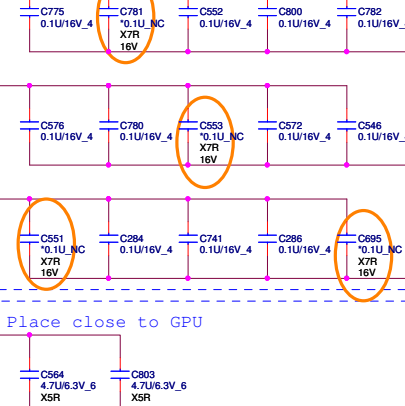 C775
0.1U/16V_4
C781
*0.1U_NC
X7R
16V
C552
0.1U/16V_4
C800
0.1U/16V_4
C782
0.1U/16V_
C576
0.1U/16V_4
C780
0.1U/16V_4
C553
*0.1U_NC
X7R
16V
C572
0.1U/16V_4
C546
0.1U/16V_
C551
*0.1U_NC
X7R
16V
C284
0.1U/16V_4
C741
0.1U/16V_4
C286
0.1U/16V_4
C695
*0.1U_NC
X7R
16V
Place close to GPU
C564
4.7U/6.3V_6
X5R
C803
4.7U/6.3V_6
X5R